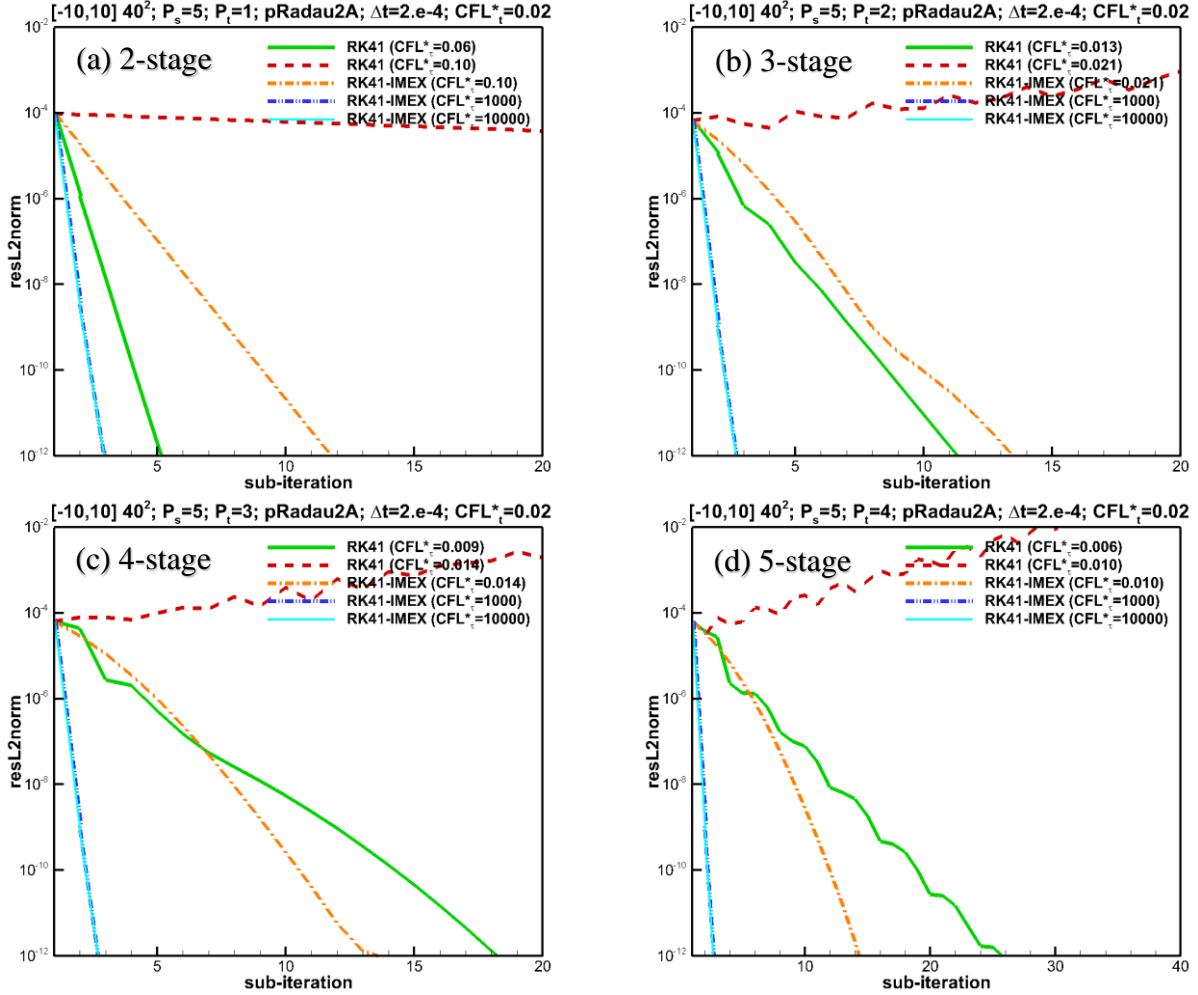 [-10,10] 40²; Pₛ=5; Pₜ=1; pRadau2A; Δt=2.e-4; CFL*ₜ=0.02
(a) 2-stage
RK41 (CFL*τ=0.06)
RK41 (CFL*τ=0.10)
RK41-IMEX (CFL*τ=0.10)
RK41-IMEX (CFL*τ=1000)
RK41-IMEX (CFL*τ=10000)
10⁻²
10⁻⁴
10⁻⁶
10⁻⁸
10⁻¹⁰
10⁻¹²
resL2norm
5
10
15
20
sub-iteration
[-10,10] 40²; Pₛ=5; Pₜ=2; pRadau2A; Δt=2.e-4; CFL*ₜ=0.02
(b) 3-stage
RK41 (CFL*τ=0.013)
RK41 (CFL*τ=0.021)
RK41-IMEX (CFL*τ=0.021)
RK41-IMEX (CFL*τ=1000)
RK41-IMEX (CFL*τ=10000)
10⁻²
10⁻⁴
10⁻⁶
10⁻⁸
10⁻¹⁰
10⁻¹²
resL2norm
5
10
15
20
sub-iteration
[-10,10] 40²; Pₛ=5; Pₜ=3; pRadau2A; Δt=2.e-4; CFL*ₜ=0.02
(c) 4-stage
RK41 (CFL*τ=0.009)
RK41 (CFL*τ=0.014)
RK41-IMEX (CFL*τ=0.014)
RK41-IMEX (CFL*τ=1000)
RK41-IMEX (CFL*τ=10000)
10⁻²
10⁻⁴
10⁻⁶
10⁻⁸
10⁻¹⁰
10⁻¹²
resL2norm
5
10
15
20
sub-iteration
[-10,10] 40²; Pₛ=5; Pₜ=4; pRadau2A; Δt=2.e-4; CFL*ₜ=0.02
(d) 5-stage
RK41 (CFL*τ=0.006)
RK41 (CFL*τ=0.010)
RK41-IMEX (CFL*τ=0.010)
RK41-IMEX (CFL*τ=1000)
RK41-IMEX (CFL*τ=10000)
10⁻²
10⁻⁴
10⁻⁶
10⁻⁸
10⁻¹⁰
10⁻¹²
resL2norm
10
20
30
40
sub-iteration